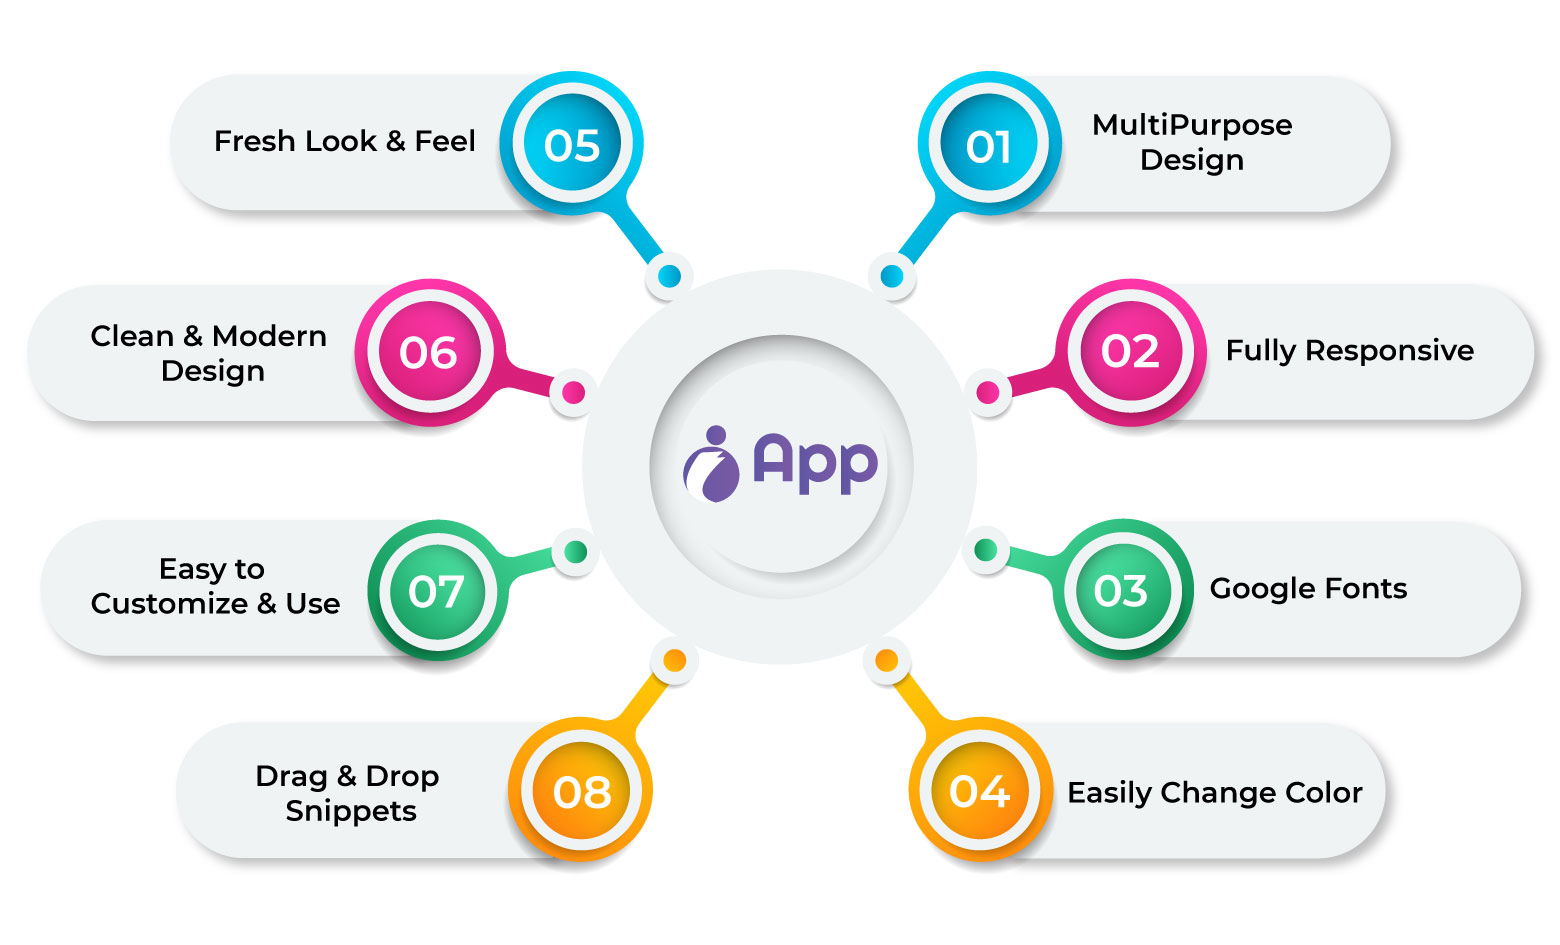 05
Fresh Look & Feel
01
MultiPurpose
Design
06
Clean & Modern
Design
02
Fully Responsive
App
07
Easy to
Customize & Use
03
Google Fonts
08
Drag & Drop
Snippets
04
Easily Change Color